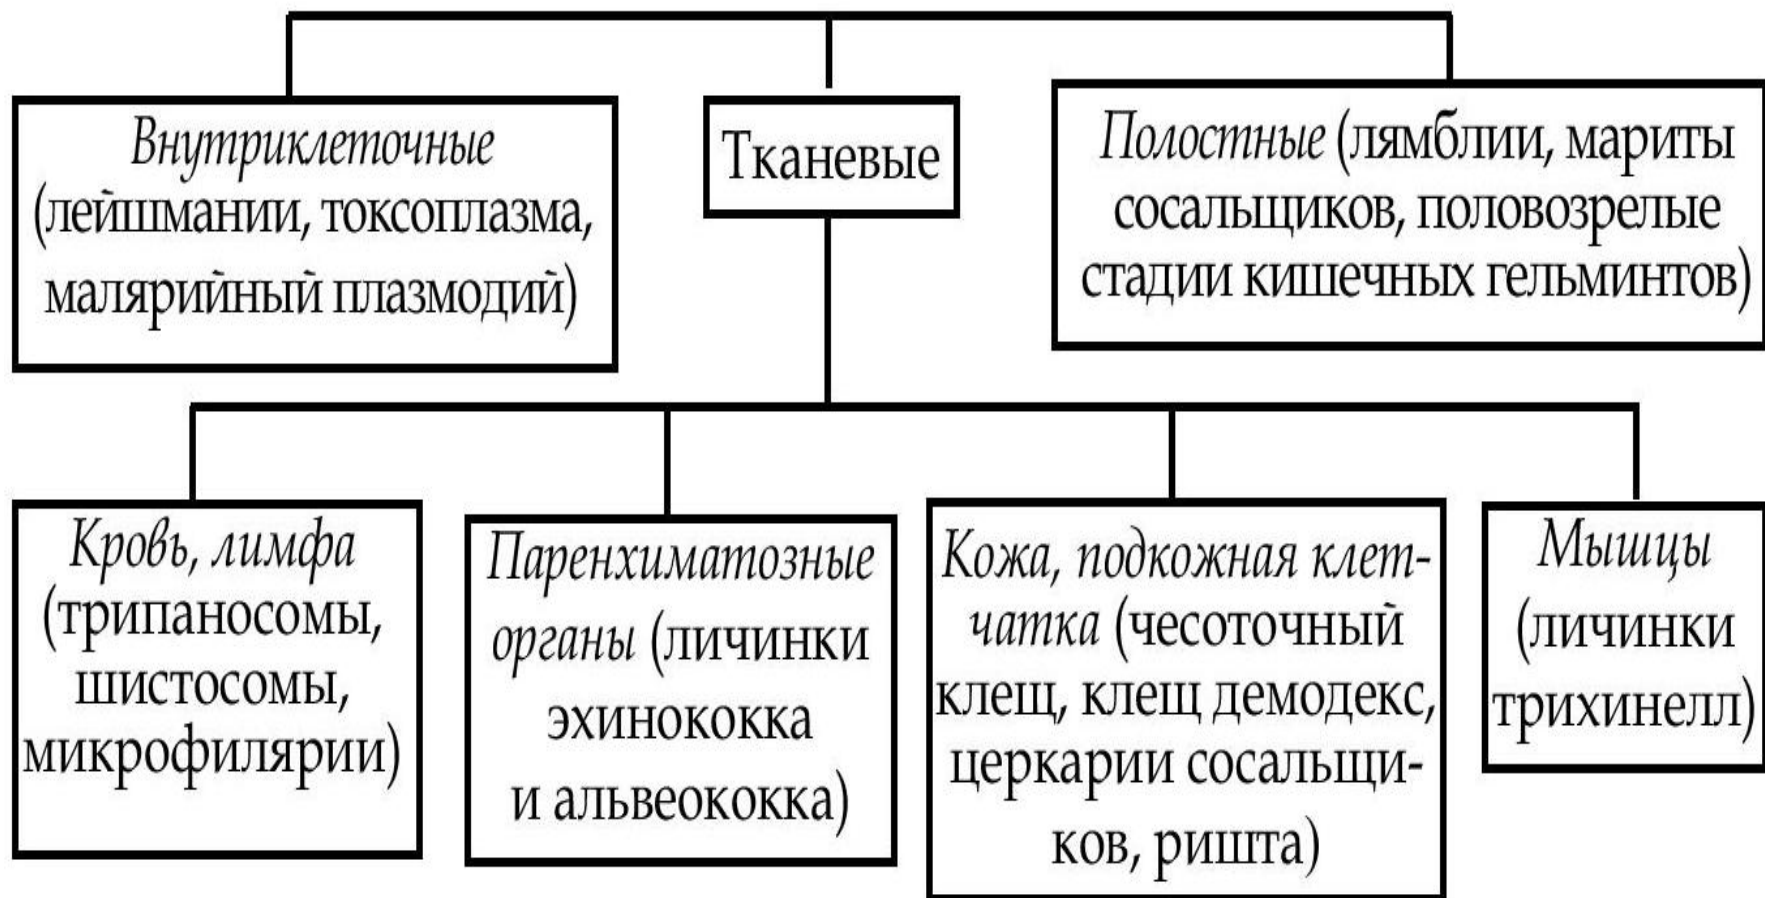 Внутриклеточные
(лейшмании, токсоплазма,
малярийный плазмодий)
Тканевые
Полостные (лямблии, мариты
сосальщиков, половозрелые
стадии кишечных гельминтов)
Кровь, лимфа
(трипаносомы,
шистосомы,
микрофилярии)
Паренхиматозные
органы (личинки
эхинококка
и альвеококка)
Кожа, подкожная клет-
чатка (чесоточный
клещ, клещ демодекс,
церкарии сосальщи-
ков, ришта)
Мышцы
(личинки
трихинелл)